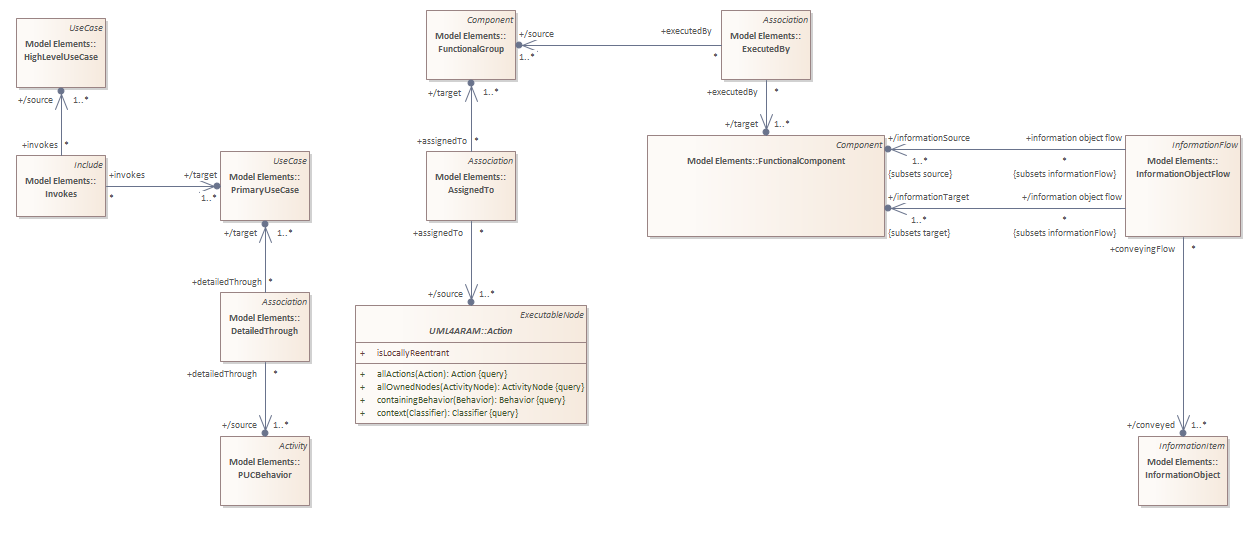 UseCase
Model Elements::
HighLevelUseCase
+/source
1..*
+invokes
*
Include
Model Elements::
Invokes
+invokes
*
+/target
1..*
UseCase
Model Elements::
PrimaryUseCase
+/target
1..*
+detailedThrough
*
Association
Model Elements::
DetailedThrough
+detailedThrough
*
+/source
1..*
Activity
Model Elements::
PUCBehavior
Component
Model Elements::
FunctionalGroup
+/source
1..*
+executedBy
*
Association
Model Elements::
ExecutedBy
+/target
1..*
+assignedTo
*
Association
Model Elements::
AssignedTo
+assignedTo
*
+/source
1..*
ExecutableNode
UML4ARAM::Action
+ isLocallyReentrant
+ allActions(Action): Action {query}
+ allOwnedNodes(ActivityNode): ActivityNode {query}
+ containingBehavior(Behavior): Behavior {query}
+ context(Classifier): Classifier {query}
+executedBy
*
+/target
1..*
Component
Model Elements::FunctionalComponent
+/informationSource
1..*
{subsets source}
+information object flow
*
{subsets informationFlow}
+/informationTarget
1..*
{subsets target}
+/information object flow
*
{subsets informationFlow}
InformationFlow
Model Elements::
InformationObjectFlow
+conveyingFlow
*
+/conveyed
1..*
InformationItem
Model Elements::
InformationObject